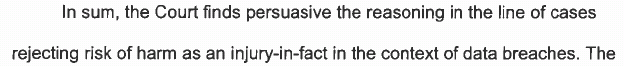 In sum, the Court finds persuasive the reasoning in the line of cases
rejecting risk of harm as an injury-in-fact in the context of data breaches. The